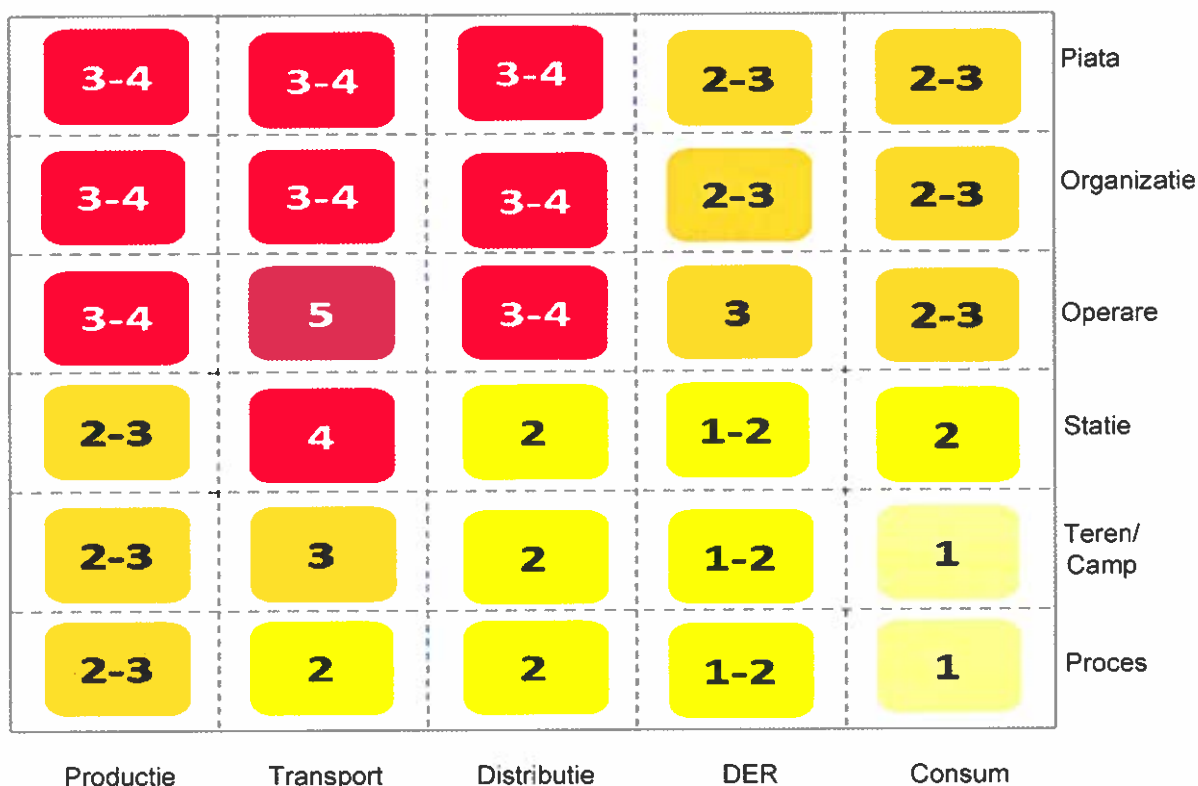 3-4 3-4 3-4 2-3 2-3 Piata
3-4 3-4 3-4 2-3 2-3 Organizatie
3-4 5 3-4 3 2-3 Operare
2-3 4 2 1-2 2 Statie
2-3 3 2 1-2 1 Teren/
Camp
2-3 2 2 1-2 1 Proces
Productie Transport Distributie DER Consum